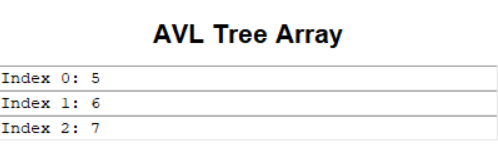 AVL Tree Array
Index 0: 5
Index 1: 6
Index 2: 7